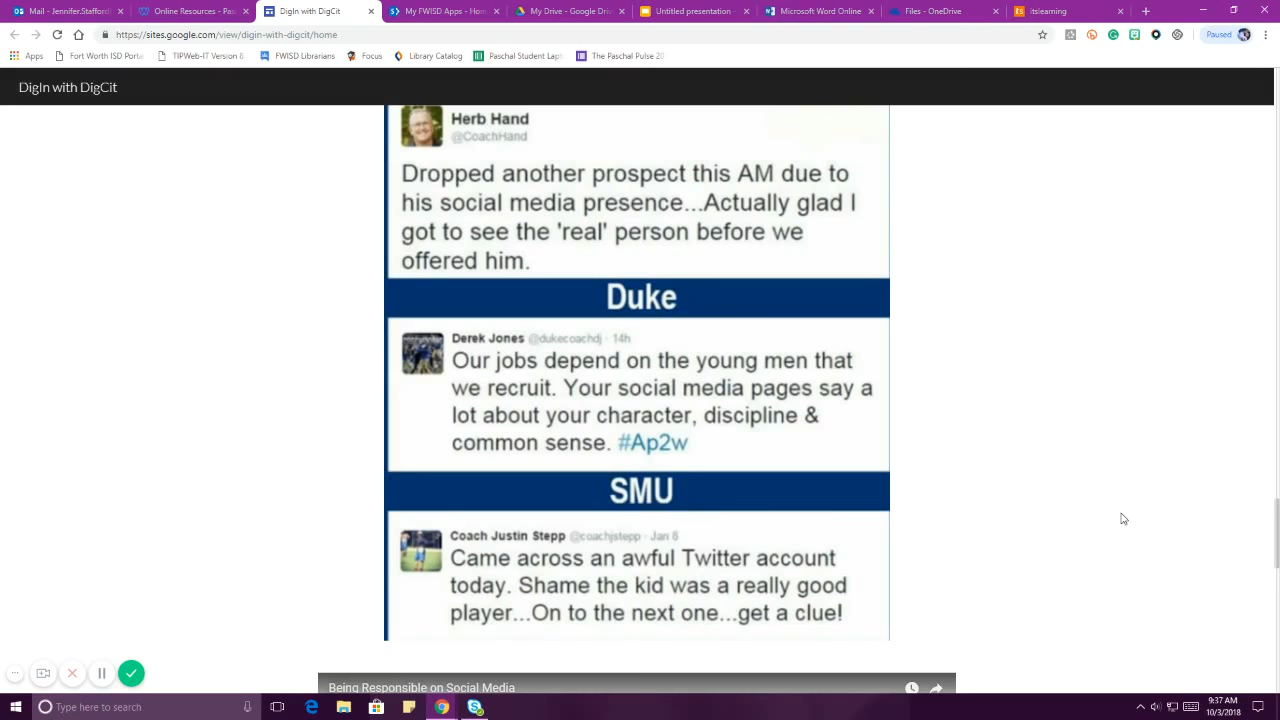 Mail - Jennifer.Stafford
Online Resources - Pas
DigIn with DigCit
My FWISD Apps - Hom
My Drive - Google Driv
Untitled presentation
Microsoft Word Online
Files - OneDrive
itslearning
https://sites.google.com/view/digin-with-digcit/home
Paused
Apps
Fort Worth ISD Porta
TIPWeb-IT Version 8.
FWISD Librarians
Focus
Library Catalog
Paschal Student Lapt
The Paschal Pulse 20
DigIn with DigCit
Herb Hand
@CoachHand
Dropped another prospect this AM due to
his social media presence...Actually glad I
got to see the 'real' person before we
offered him.
Duke
Derek Jones @dukecoachdj · 14h
Our jobs depend on the young men that
we recruit. Your social media pages say a
lot about your character, discipline &
common sense. #Ap2w
SMU
Coach Justin Stepp @coachjstepp · Jan 6
Came across an awful Twitter account
today. Shame the kid was a really good
player...On to the next one...get a clue!
Being Responsible on Social Media
Type here to search
9:37 AM
10/3/2018